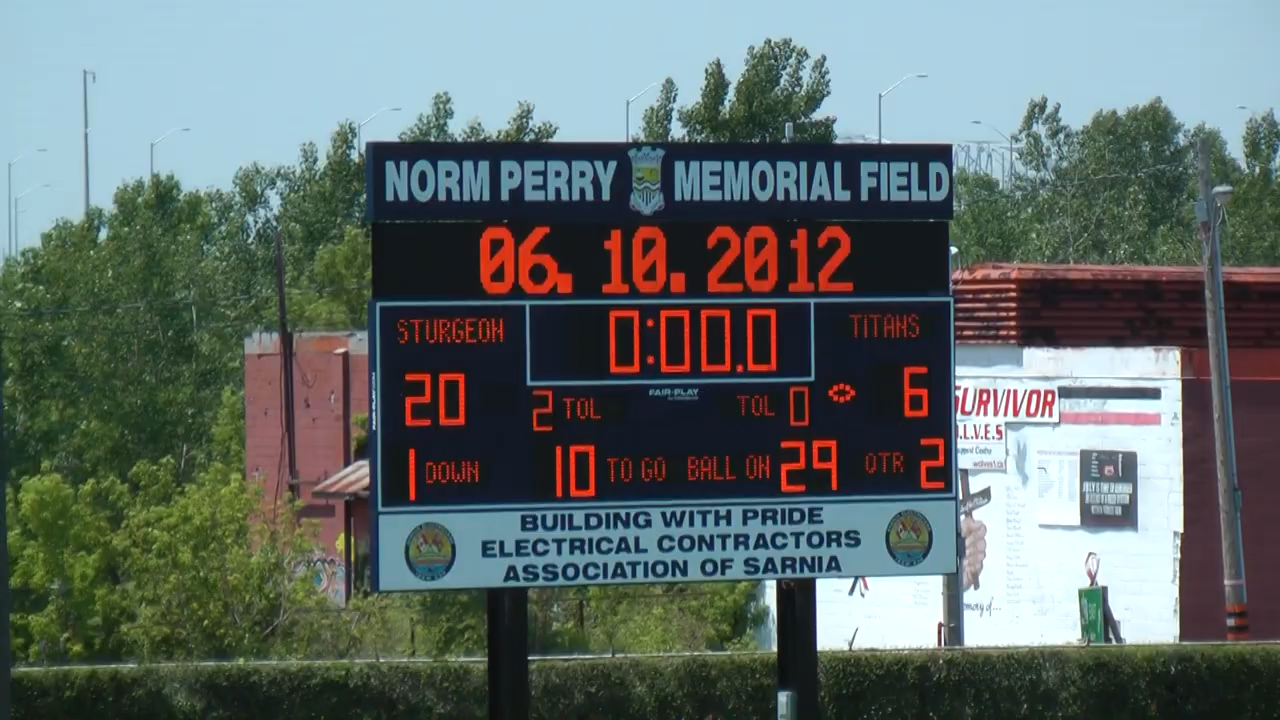 NORM PERRY MEMORIAL FIELD
06.10.2012
STURGEON 0:00.0 TITANS
20 2 TOL FAIR-PLAY TOL 0 6
1 DOWN 10 TO GO BALL ON 29 QTR 2
BUILDING WITH PRIDE
ELECTRICAL CONTRACTORS
ASSOCIATION OF SARNIA
SURVIVOR